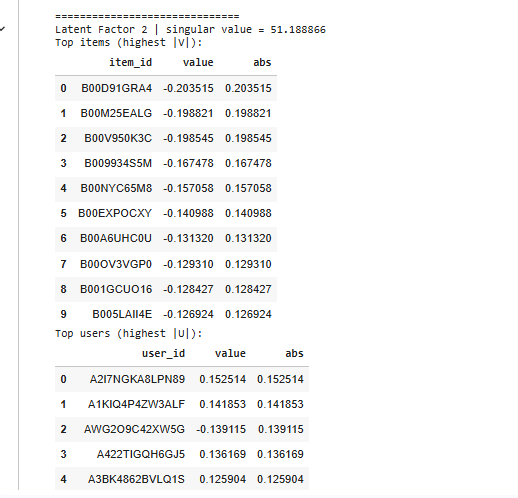 ==============================
Latent Factor 2 | singular value = 51.188866
Top items (highest |V|):
item_id value abs
0 B00D91GRA4 -0.203515 0.203515
1 B00M25EALG -0.198821 0.198821
2 B00V950K3C -0.198545 0.198545
3 B009934S5M -0.167478 0.167478
4 B00NYC65M8 -0.157058 0.157058
5 B00EXPOCXY -0.140988 0.140988
6 B00A6UHC0U -0.131320 0.131320
7 B00OV3VGP0 -0.129310 0.129310
8 B001GCUO16 -0.128427 0.128427
9 B005LAII4E -0.126924 0.126924
Top users (highest |U|):
user_id value abs
0 A2I7NGKA8LPN89 0.152514 0.152514
1 A1KIQ4P4ZW3ALF 0.141853 0.141853
2 AWG2O9C42XW5G -0.139115 0.139115
3 A422TIGQH6GJ5 0.136169 0.136169
4 A3BK4862BVLQ1S 0.125904 0.125904